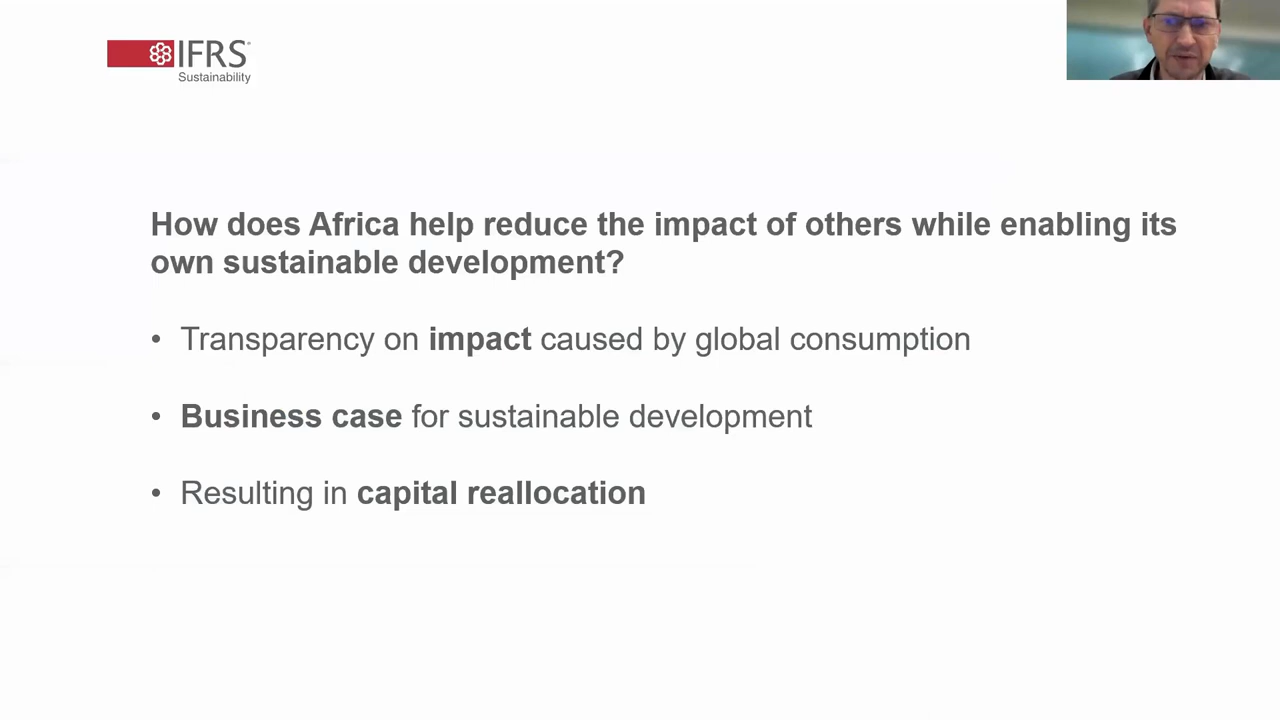 IFRS
Sustainability
How does Africa help reduce the impact of others while enabling its
own sustainable development?
• Transparency on impact caused by global consumption
• Business case for sustainable development
• Resulting in capital reallocation